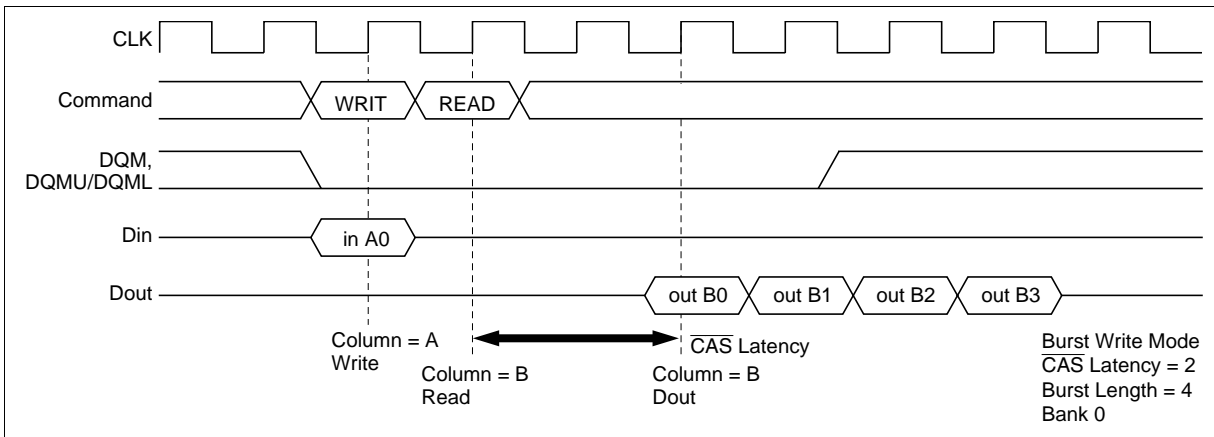 CLK
Command WRIT READ
DQM,
DQMU/DQML
Din in A0
Dout out B0 out B1 out B2 out B3
Column = A
Write
Column = B
Read
CAS Latency
Column = B
Dout
Burst Write Mode
CAS Latency = 2
Burst Length = 4
Bank 0